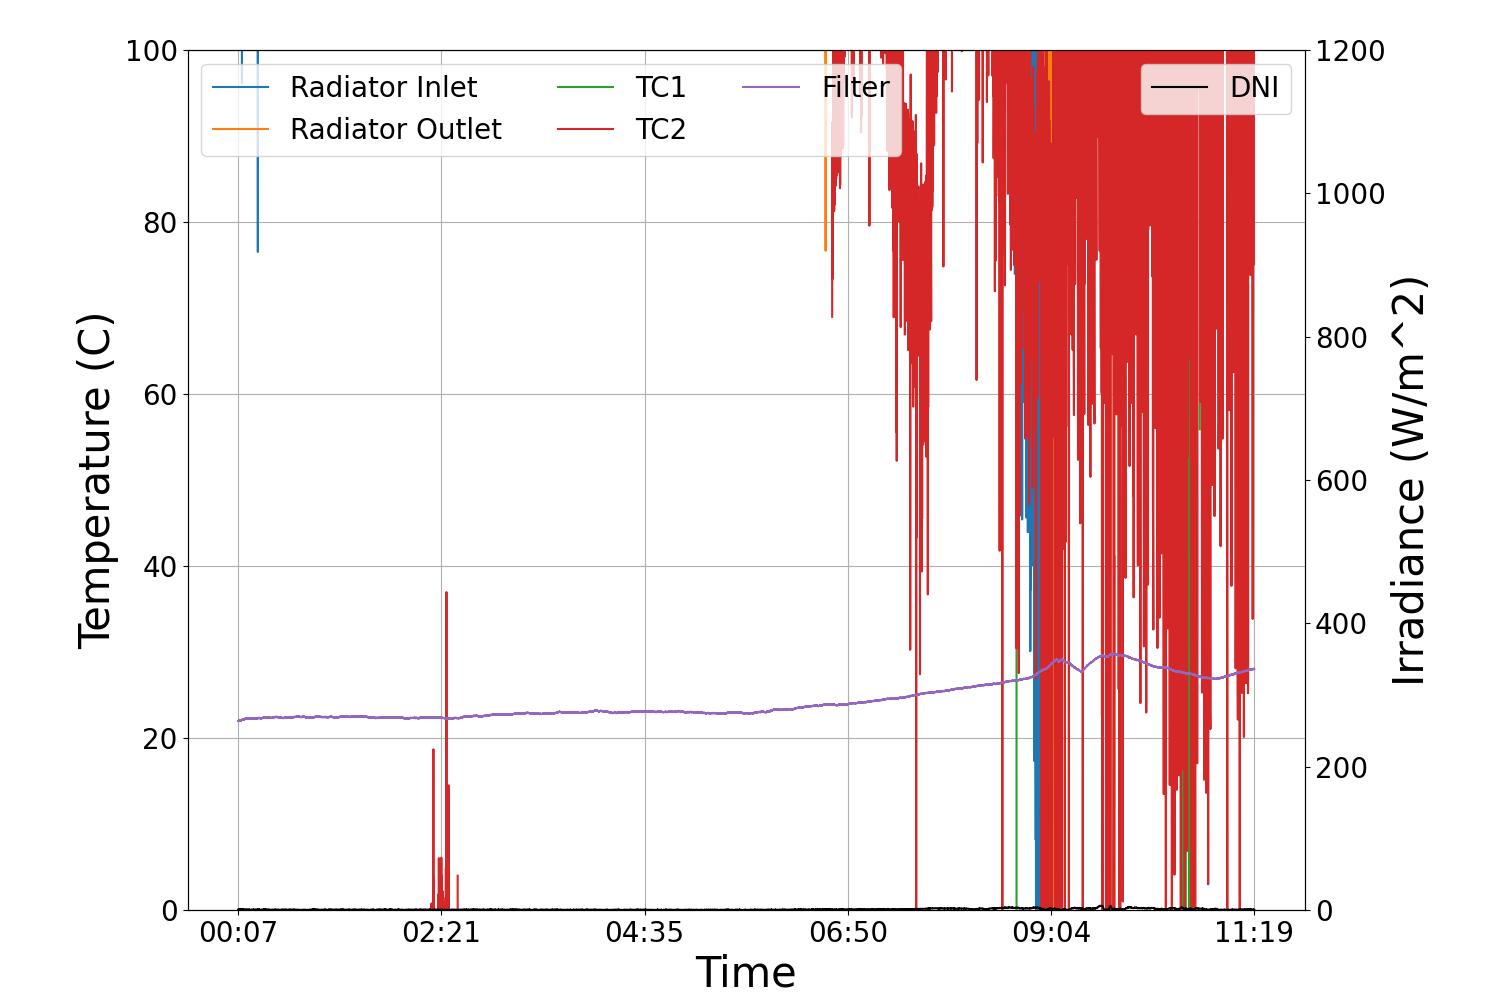 100
80
60
40
20
0
Temperature (C)
Radiator Inlet
Radiator Outlet
TC1
TC2
Filter
DNI
1200
1000
800
600
400
200
0
Irradiance (W/m^2)
00:07
02:21
04:35
06:50
09:04
11:19
Time